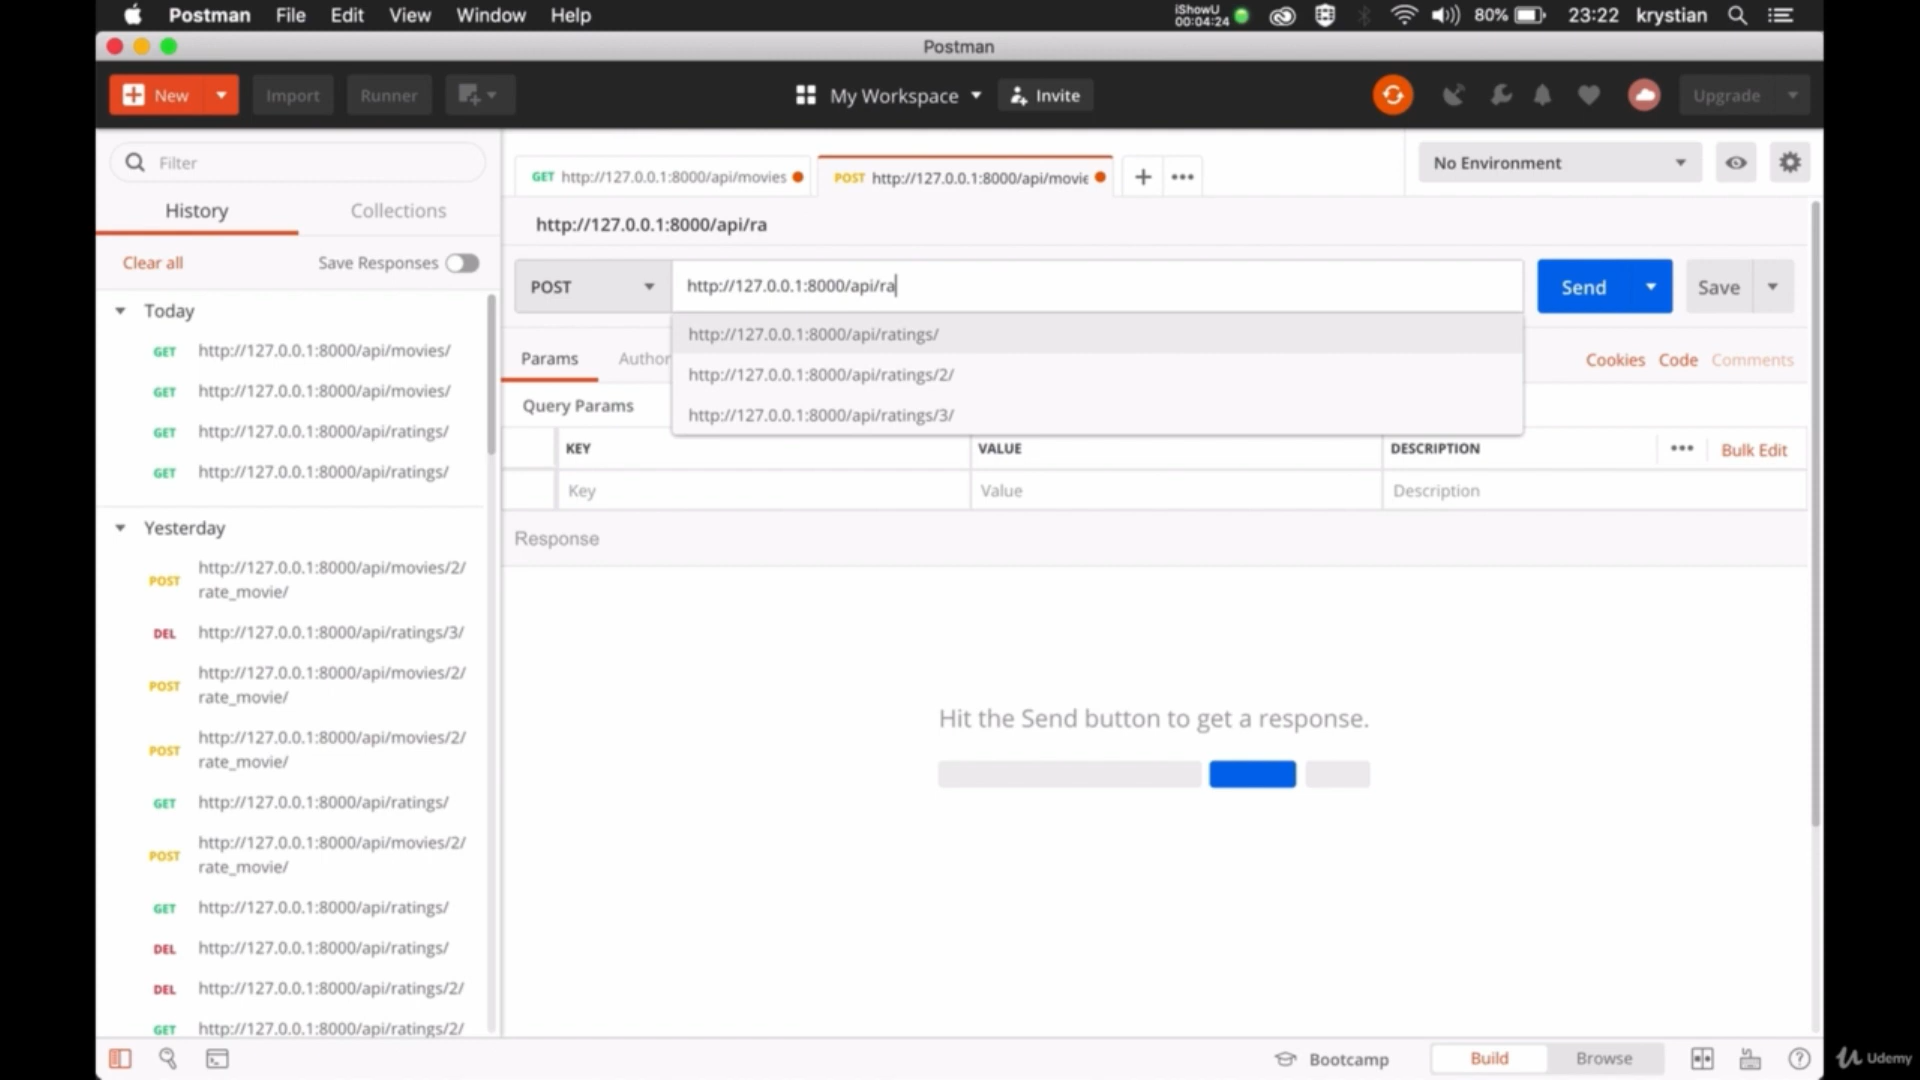 Postman File Edit View Window Help
iShowU
00:04:24
80% 23:22 krystian
Postman
New Import Runner My Workspace Invite Upgrade
Filter
History Collections
Clear all Save Responses
Today
GET http://127.0.0.1:8000/api/movies/
GET http://127.0.0.1:8000/api/movies/
GET http://127.0.0.1:8000/api/ratings/
GET http://127.0.0.1:8000/api/ratings/
Yesterday
POST http://127.0.0.1:8000/api/movies/2/
rate_movie/
DEL http://127.0.0.1:8000/api/ratings/3/
POST http://127.0.0.1:8000/api/movies/2/
rate_movie/
POST http://127.0.0.1:8000/api/movies/2/
rate_movie/
GET http://127.0.0.1:8000/api/ratings/
POST http://127.0.0.1:8000/api/movies/2/
rate_movie/
GET http://127.0.0.1:8000/api/ratings/
DEL http://127.0.0.1:8000/api/ratings/
DEL http://127.0.0.1:8000/api/ratings/2/
GET http://127.0.0.1:8000/api/ratings/2/
GET http://127.0.0.1:8000/api/movies POST http://127.0.0.1:8000/api/movie
No Environment
http://127.0.0.1:8000/api/ra
POST http://127.0.0.1:8000/api/ra Send Save
http://127.0.0.1:8000/api/ratings/
http://127.0.0.1:8000/api/ratings/2/
http://127.0.0.1:8000/api/ratings/3/
Params Author Cookies Code Comments
Query Params
KEY VALUE DESCRIPTION Bulk Edit
Key Value Description
Response
Hit the Send button to get a response.
Bootcamp Build Browse
Udemy